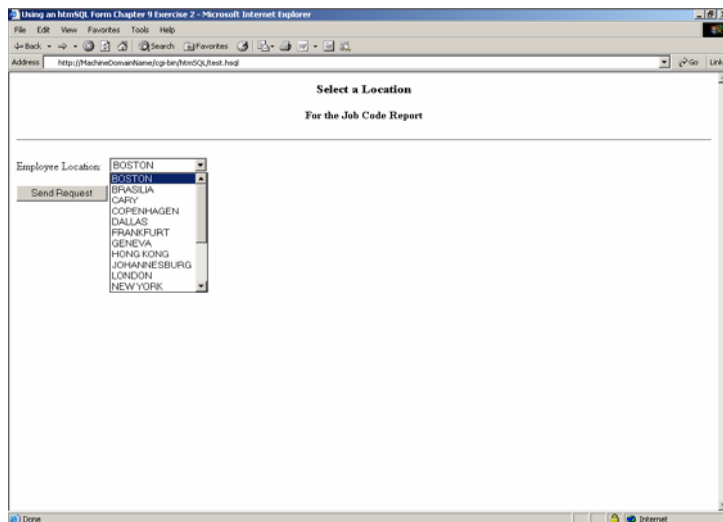 Using an htmSQL Form Chapter 9 Exercise 2 - Microsoft Internet Explorer
File Edit View Favorites Tools Help
Back Search Favorites
Address http://MachineDomainName/cgi-bin/htmSQL/test.hsql Go Link
Select a Location
For the Job Code Report
Employee Location: BOSTON
Send Request
BOSTON
BRASILIA
CARY
COPENHAGEN
DALLAS
FRANKFURT
GENEVA
HONG KONG
JOHANNESBURG
LONDON
NEW YORK
Done Internet